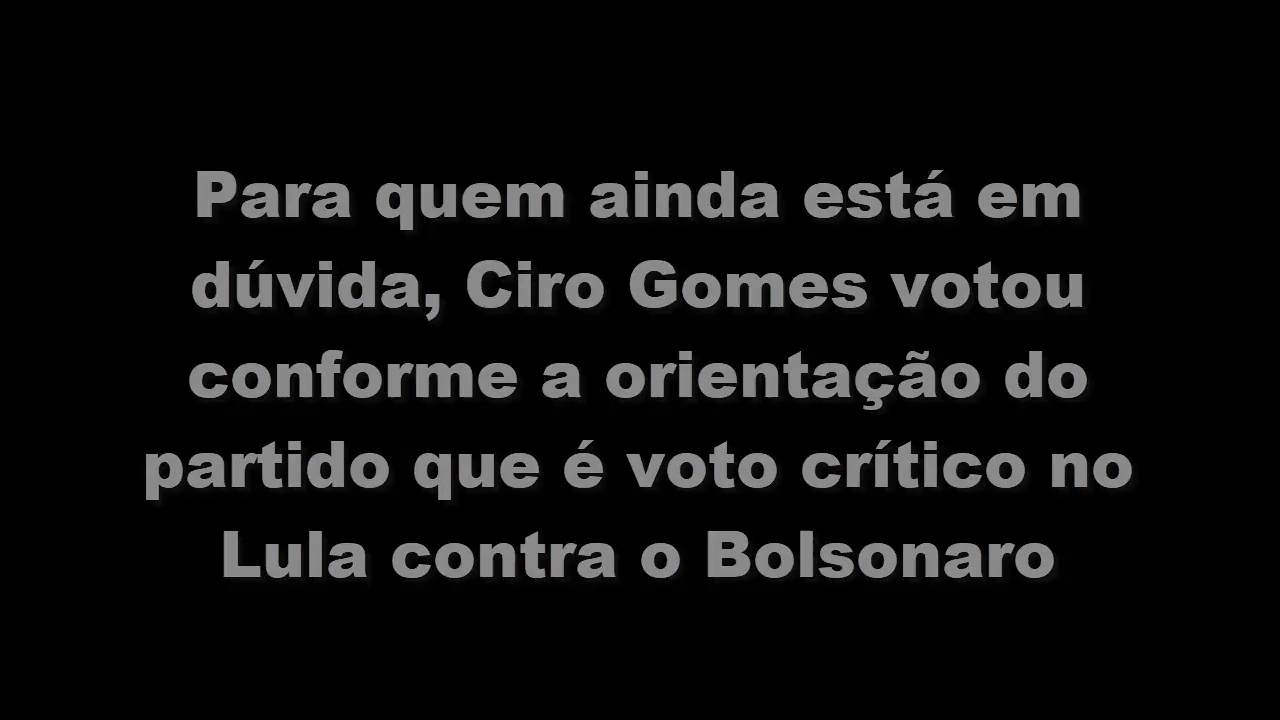 Para quem ainda está em
dúvida, Ciro Gomes votou
conforme a orientação do
partido que é voto crítico no
Lula contra o Bolsonaro